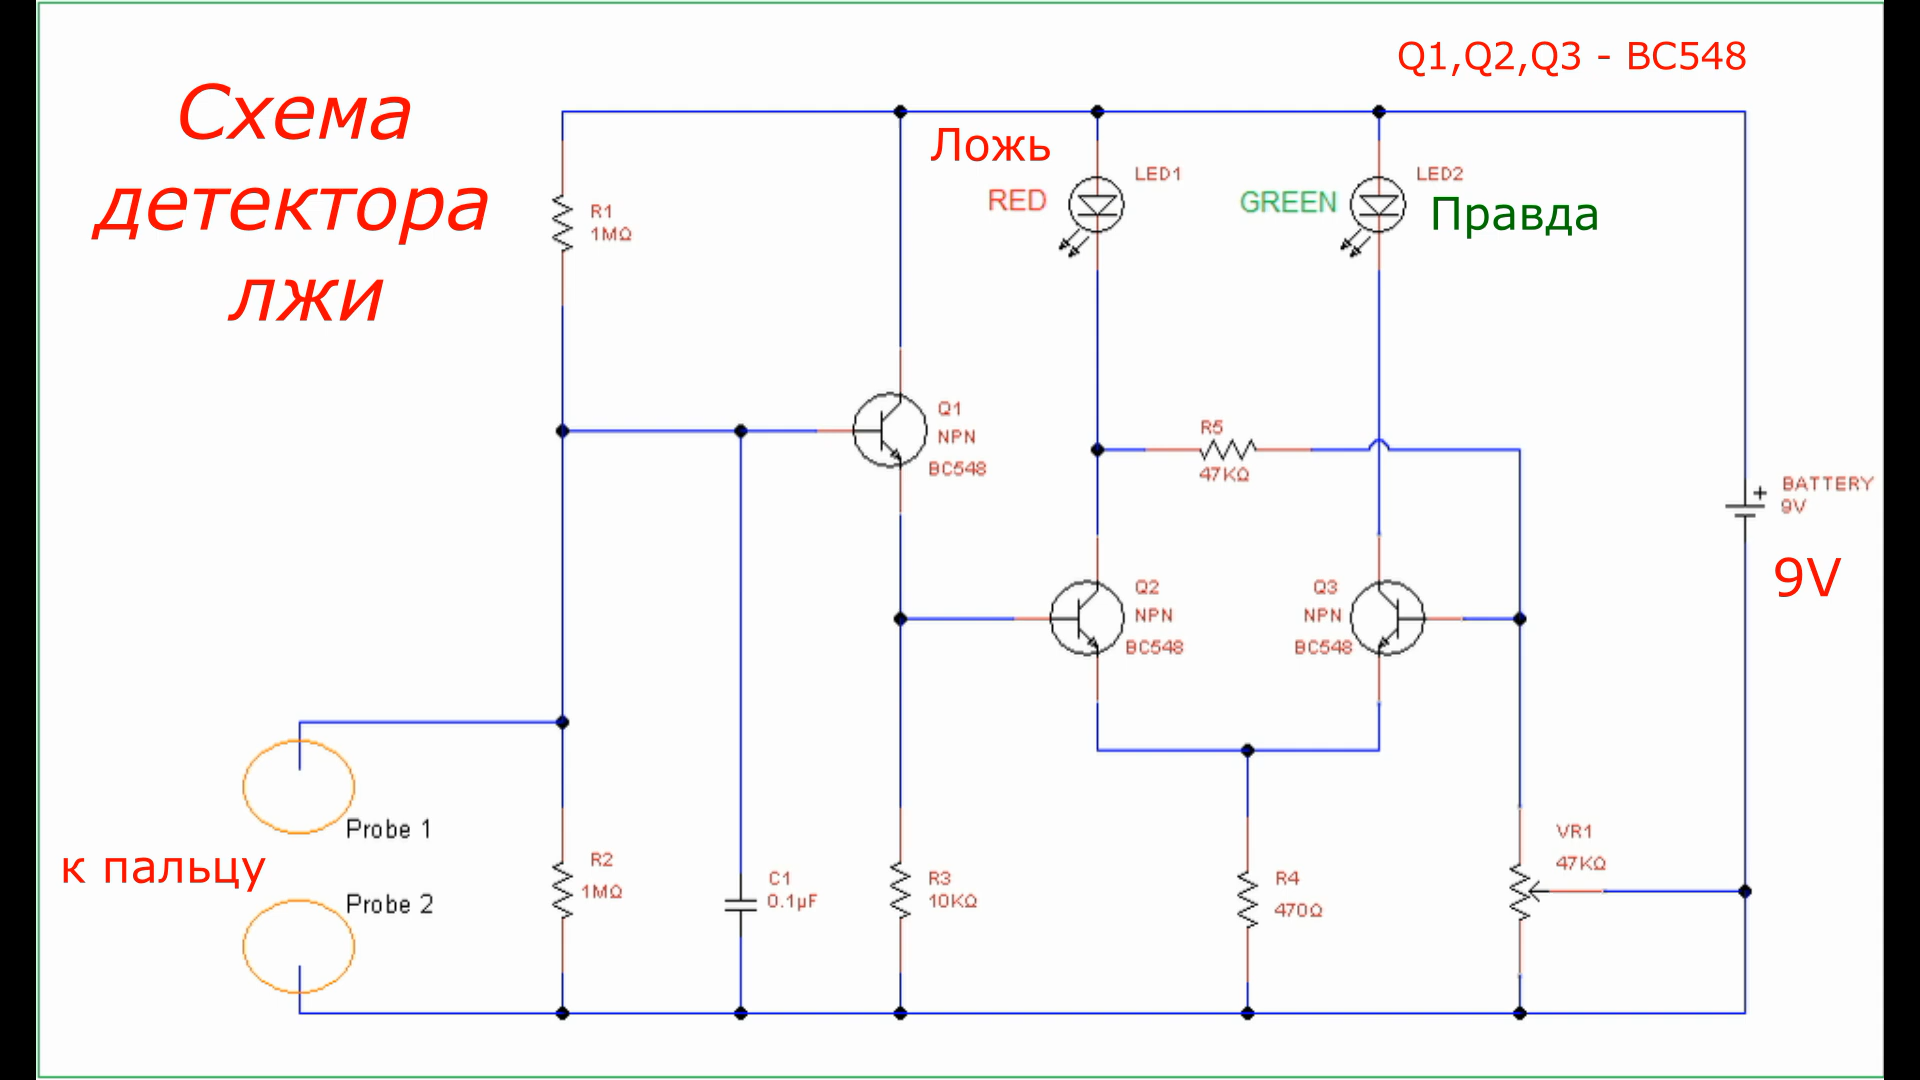 Схема
детектора
лжи
Q1,Q2,Q3 - BC548
Ложь
RED
LED1
GREEN
LED2
Правда
R1
1MΩ
Q1
NPN
BC548
R5
47KΩ
BATTERY
9V
+
9V
Q2
NPN
BC548
Q3
NPN
BC548
Probe 1
к пальцу
Probe 2
R2
1MΩ
C1
0.1µF
R3
10KΩ
R4
470Ω
VR1
47KΩ